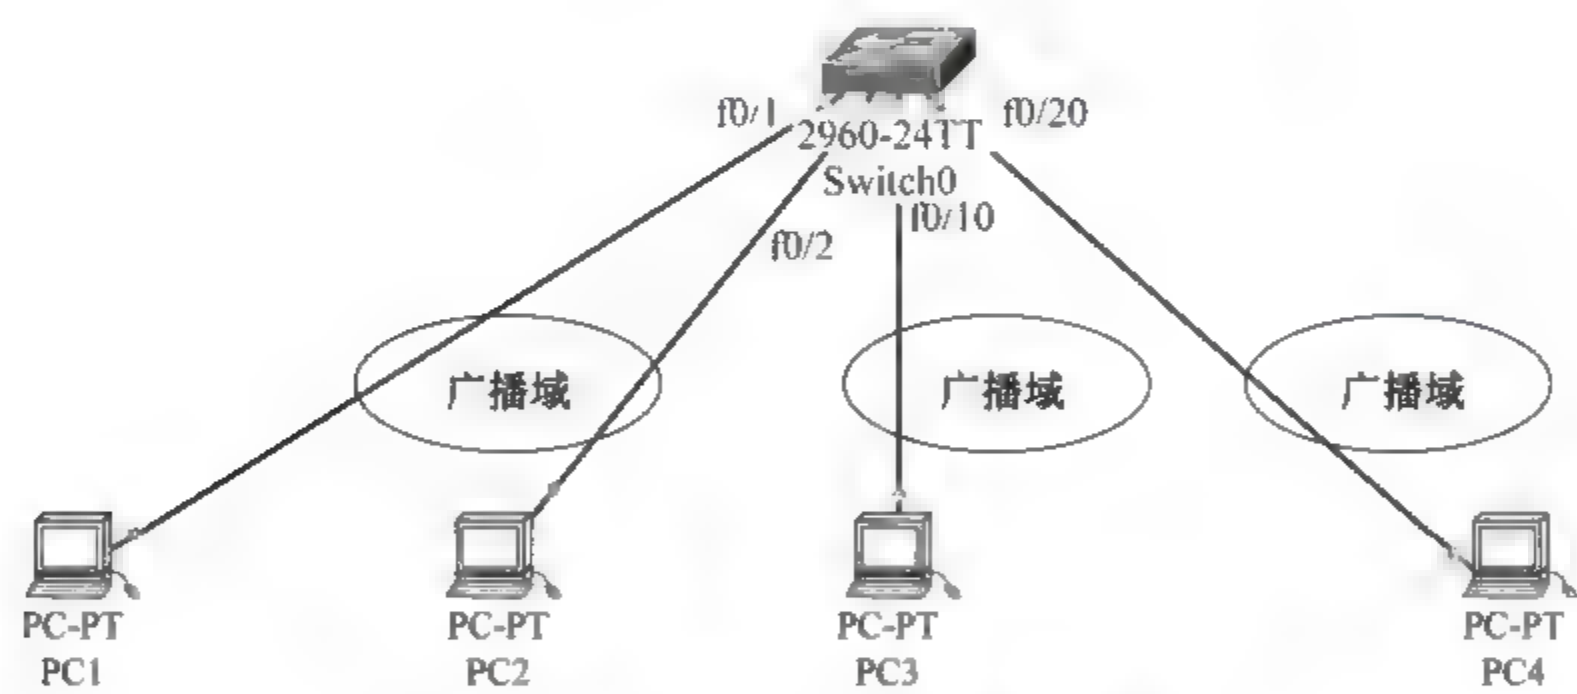 f0/1
2960-24TT
f0/20
Switch0
f0/10
f0/2
广播域
广播域
广播域
PC-PT
PC1
PC-PT
PC2
PC-PT
PC3
PC-PT
PC4